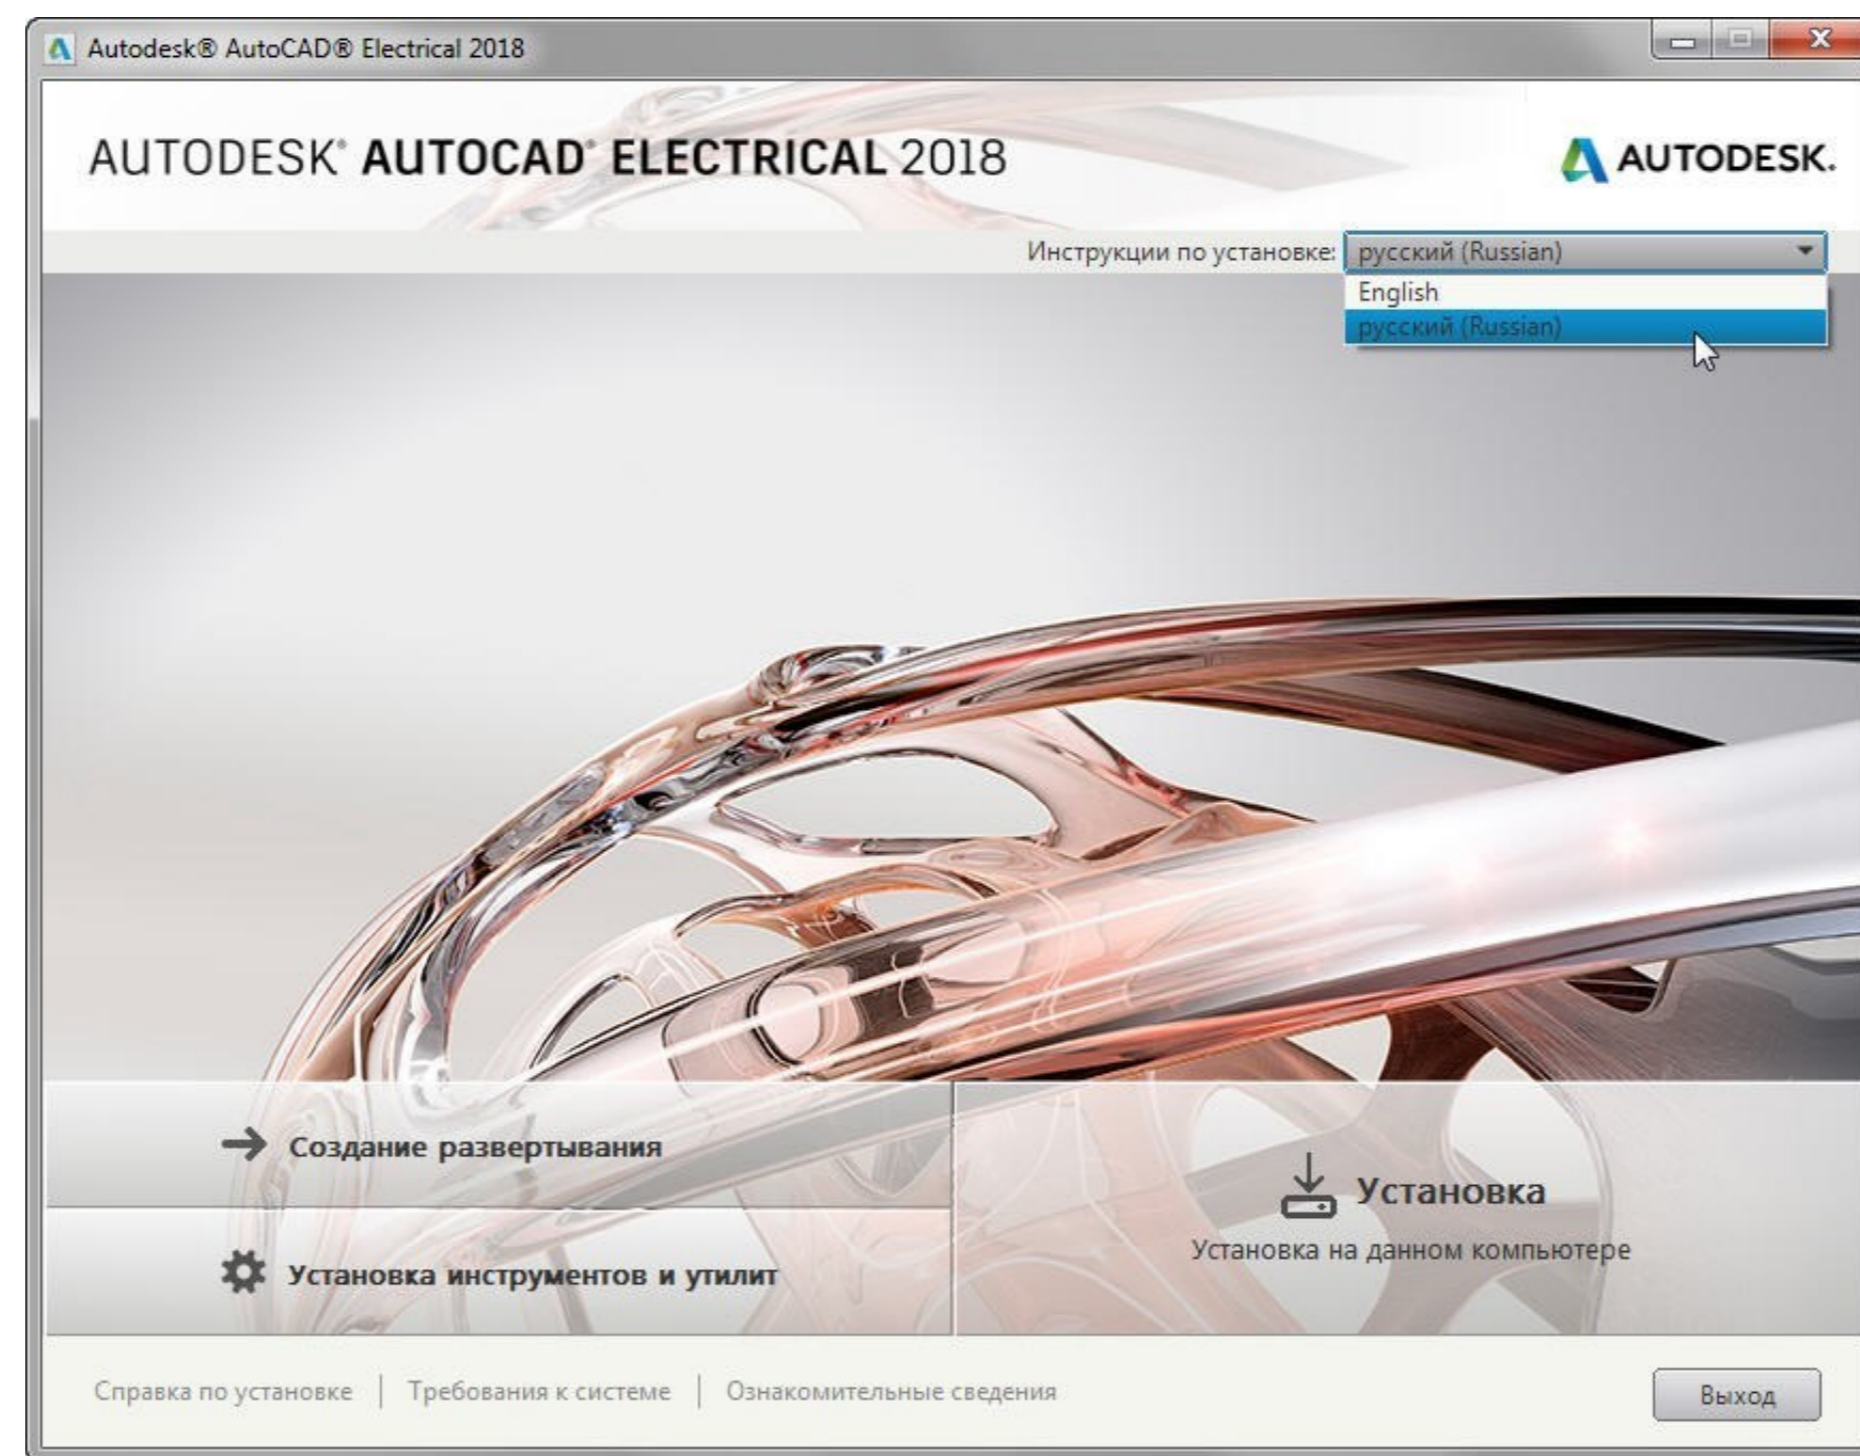 Autodesk® AutoCAD® Electrical 2018
AUTODESK® AUTOCAD® ELECTRICAL 2018
AUTODESK.
Инструкции по установке: русский (Russian)
English
русский (Russian)
Создание развертывания
Установка
Установка на данном компьютере
Установка инструментов и утилит
Справка по установке | Требования к системе | Ознакомительные сведения
Выход